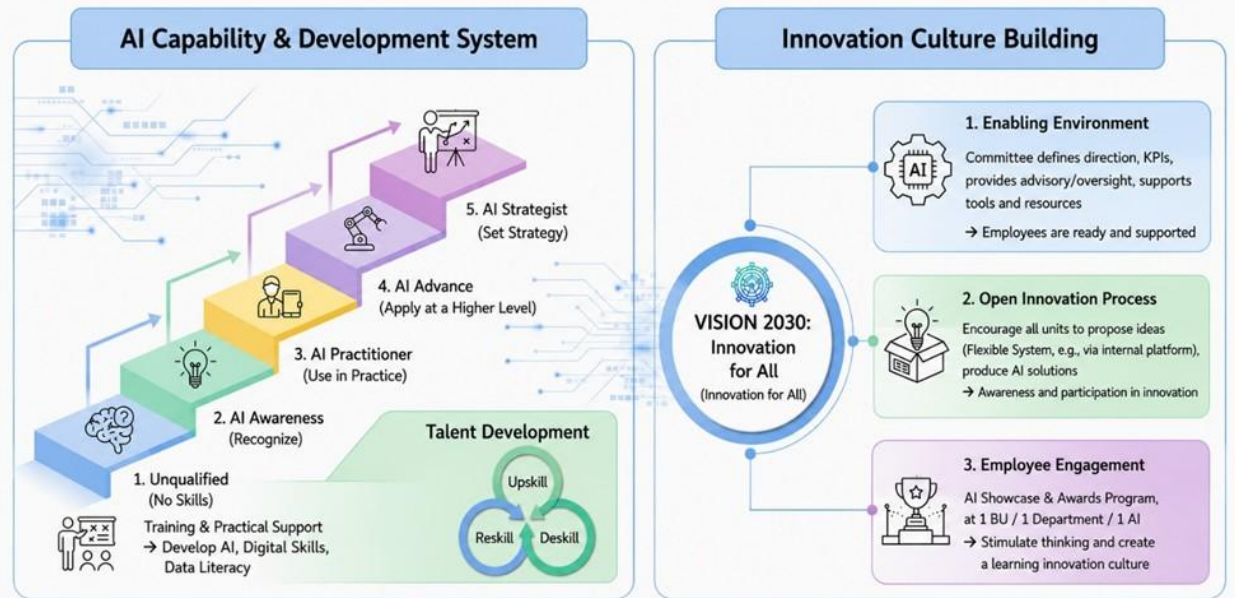 AI Capability & Development System
5. AI Strategist
(Set Strategy)
4. AI Advance
(Apply at a Higher Level)
3. AI Practitioner
(Use in Practice)
2. AI Awareness
(Recognize)
1. Unqualified
(No Skills)
Training & Practical Support
→ Develop AI, Digital Skills,
Data Literacy
Talent Development
Upskill
Reskill
Deskill
Innovation Culture Building
VISION 2030:
Innovation
for All
(Innovation for All)
AI
1. Enabling Environment
Committee defines direction, KPIs,
provides advisory/oversight, supports
tools and resources
→ Employees are ready and supported
2. Open Innovation Process
Encourage all units to propose ideas
(Flexible System, e.g., via internal platform),
produce AI solutions
→ Awareness and participation in innovation
3. Employee Engagement
AI Showcase & Awards Program,
at 1 BU / 1 Department / 1 AI
→ Stimulate thinking and create
a learning innovation culture